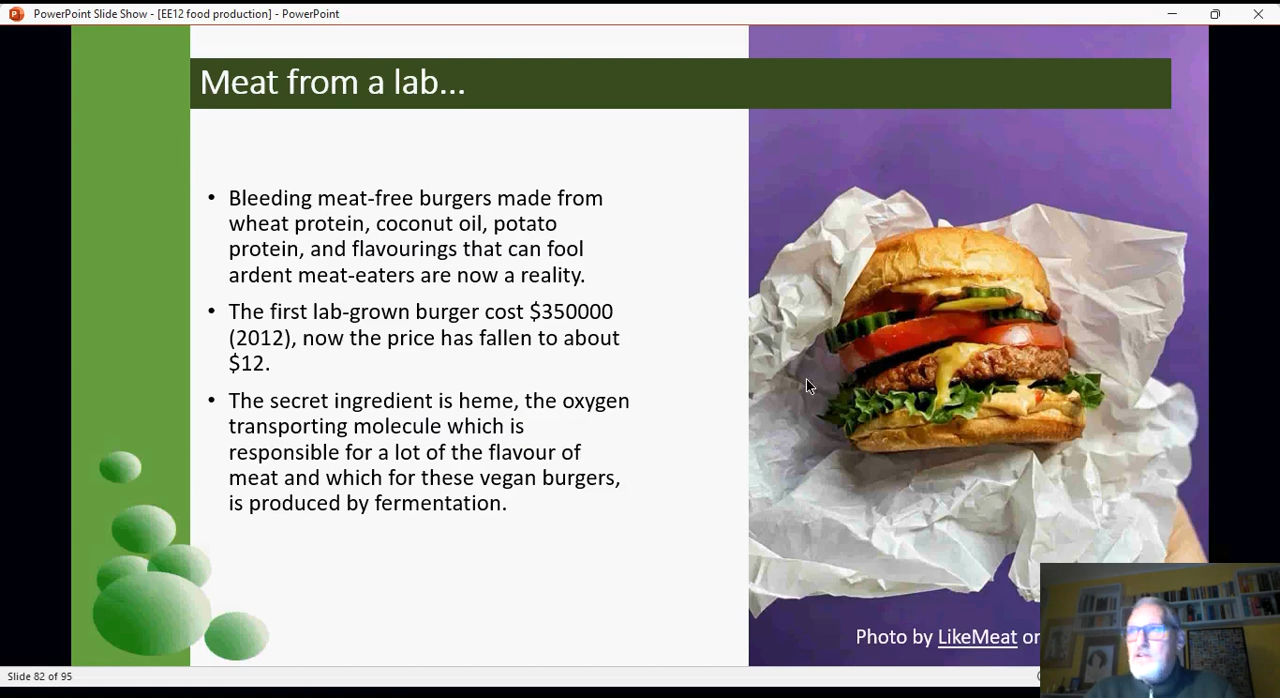 PowerPoint Slide Show - [EE12 food production] - PowerPoint
Meat from a lab...
• Bleeding meat-free burgers made from
wheat protein, coconut oil, potato
protein, and flavourings that can fool
ardent meat-eaters are now a reality.
• The first lab-grown burger cost $350000
(2012), now the price has fallen to about
$12.
• The secret ingredient is heme, the oxygen
transporting molecule which is
responsible for a lot of the flavour of
meat and which for these vegan burgers,
is produced by fermentation.
Photo by LikeMeat on
Slide 82 of 95